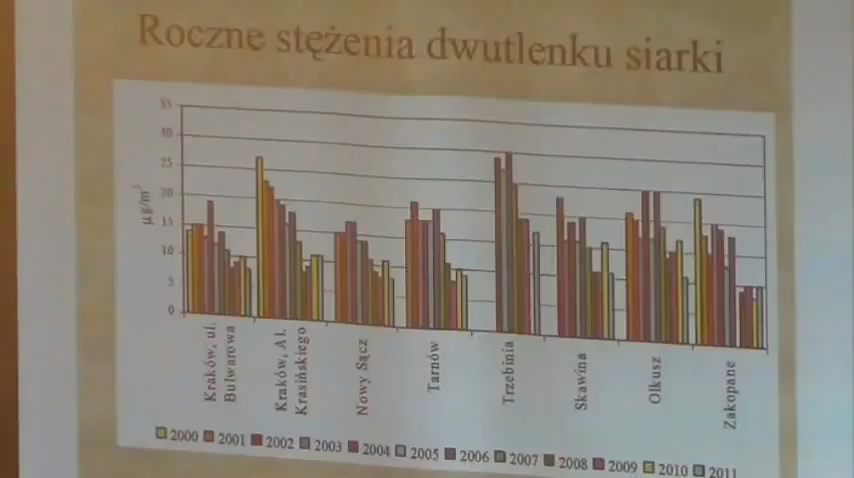 Roczne stężenia dwutlenku siarki
35
30
25
20
15
10
5
0
µg/m³
Kraków, ul.
Bulwarowa
Kraków, Al.
Krasińskiego
Nowy Sącz
Tarnów
Trzebinia
Skawina
Olkusz
Zakopane
2000 2001 2002 2003 2004 2005 2006 2007 2008 2009 2010 2011